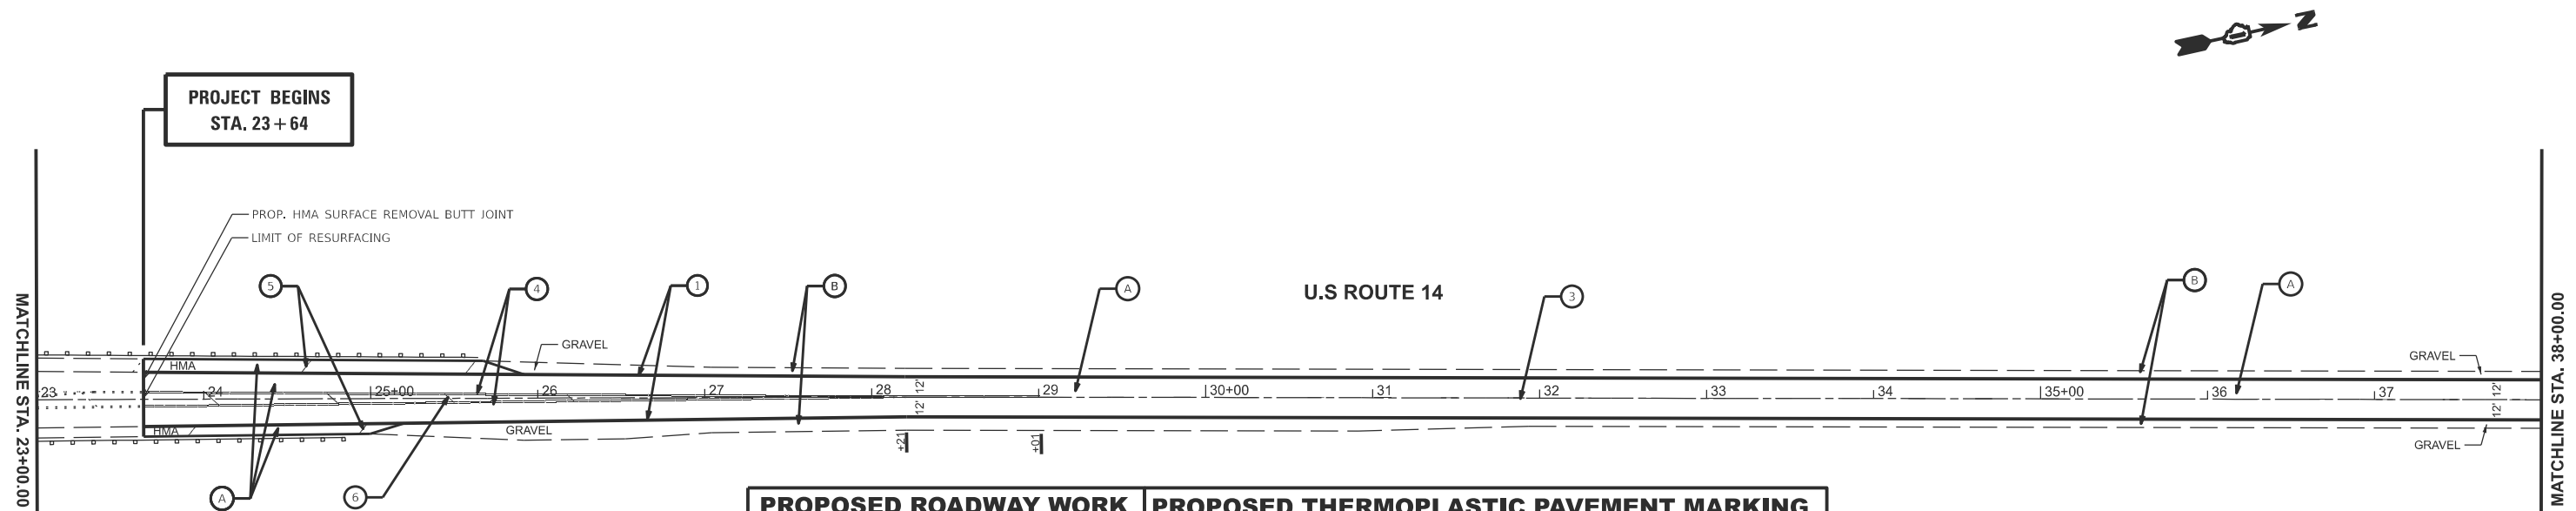 N
PROJECT BEGINS
STA. 23+64
PROP. HMA SURFACE REMOVAL BUTT JOINT
LIMIT OF RESURFACING
5
4
1
B
A
U.S ROUTE 14
3
B
A
MATCHLINE STA. 23+00.00
MATCHLINE STA. 38+00.00
GRAVEL
GRAVEL
HMA
23
24
25+00
26
27
28
12' 12'
29
30+00
31
32
33
34
35+00
36
37
12' 12'
HMA
GRAVEL
+21
+01
GRAVEL
A
6
PROPOSED ROADWAY WORK
PROPOSED THERMOPLASTIC PAVEMENT MARKING